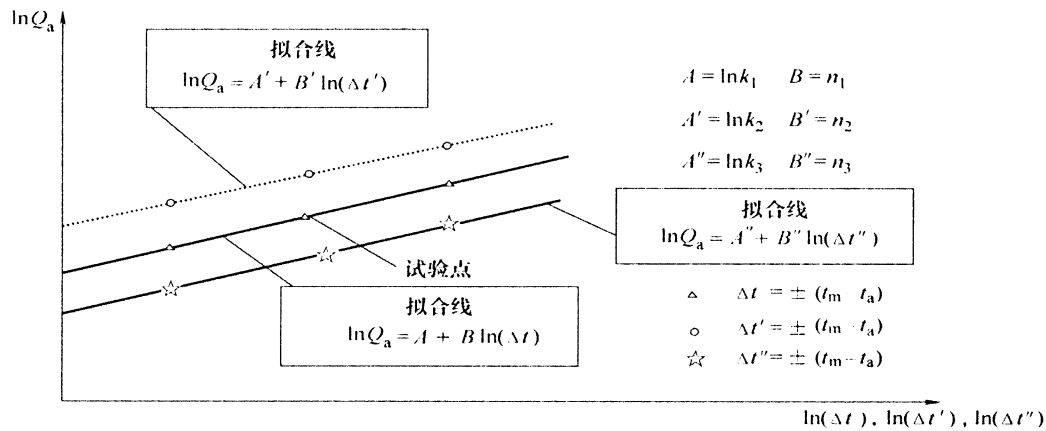 lnQₐ
拟合线
lnQₐ = A′ + B′ ln(Δt′)
A = lnk₁ B = n₁
A′ = lnk₂ B′ = n₂
A″ = lnk₃ B″ = n₃
拟合线
lnQₐ = A″ + B″ ln(Δt″)
试验点
拟合线
lnQₐ = A + B ln(Δt)
△ Δt = ± (tₘ − tₐ)
○ Δt′ = ± (tₘ − tₐ)
☆ Δt″ = ± (tₘ − tₐ)
ln(Δt) . ln(Δt′) , ln(Δt″)